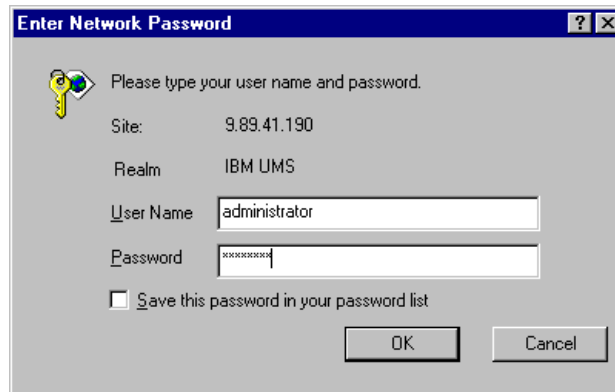 Enter Network Password
Please type your user name and password.
Site: 9.89.41.190
Realm IBM UMS
User Name administrator
Password ********
Save this password in your password list
OK Cancel